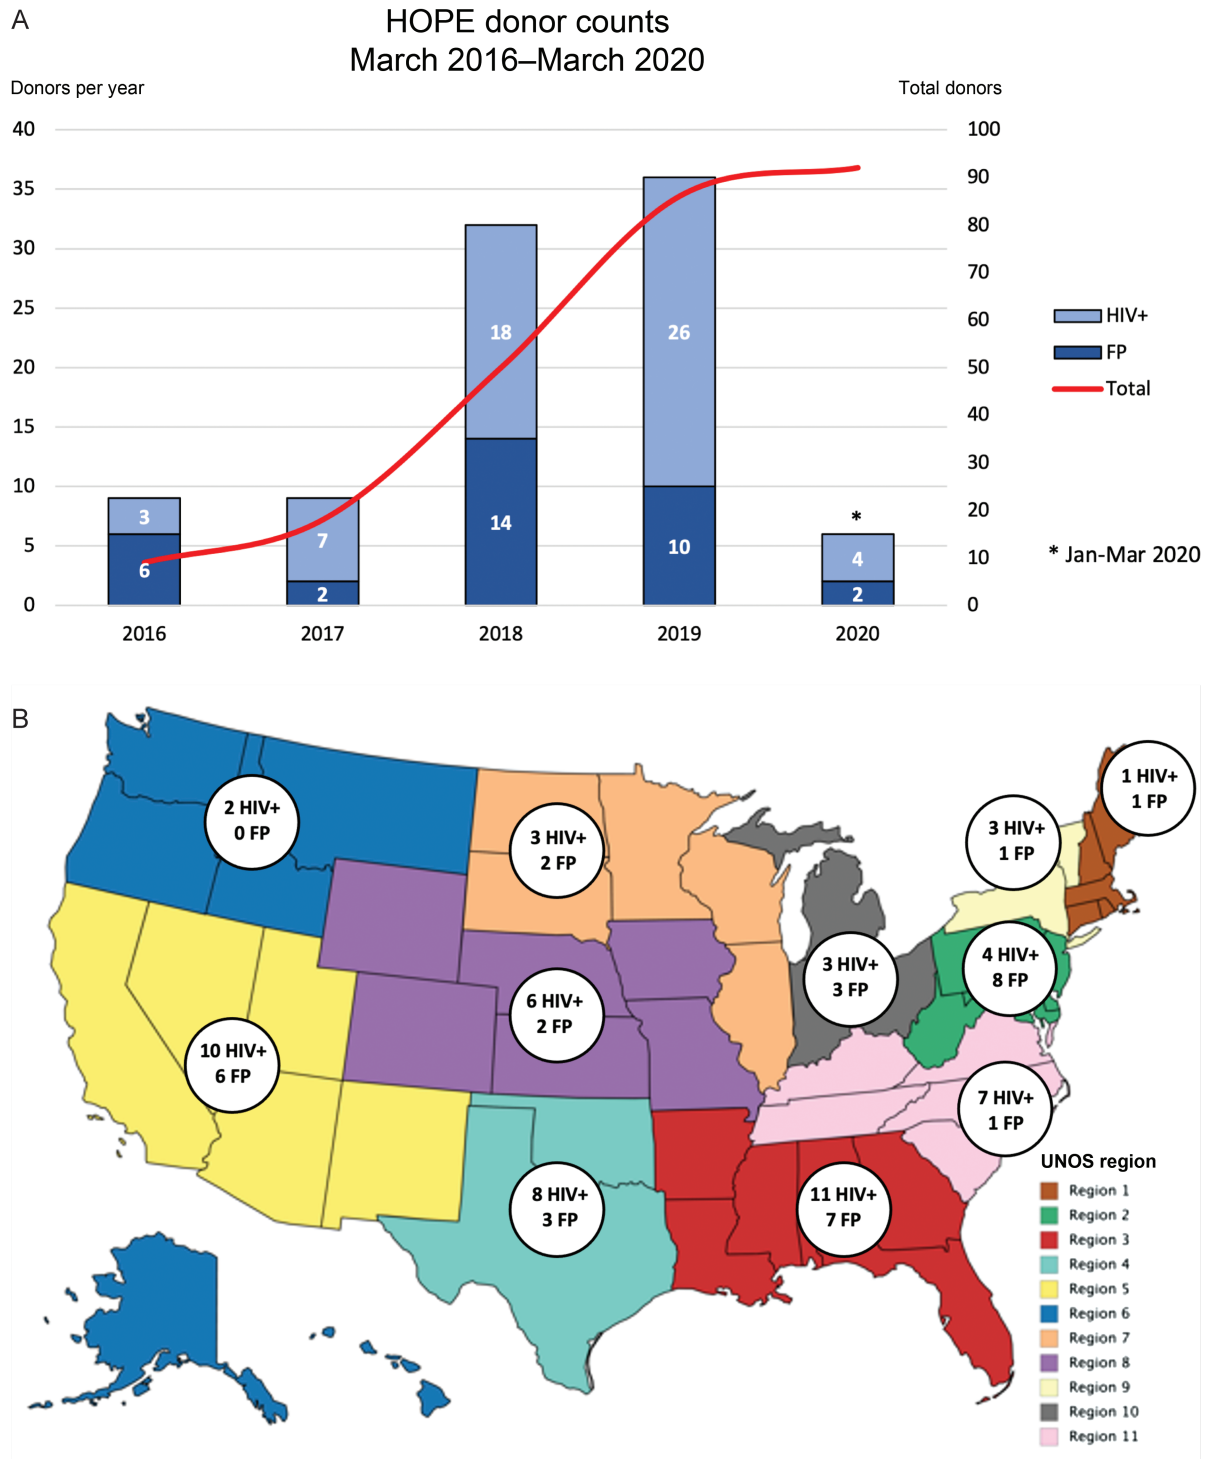 A
HOPE donor counts
March 2016–March 2020
Donors per year
Total donors
40
35
30
25
20
15
10
5
0
100
90
80
70
60
50
40
30
20
10
0
3
6
7
2
18
14
26
10
*
4
2
2016
2017
2018
2019
2020
HIV+
FP
Total
* Jan-Mar 2020
B
1 HIV+
1 FP
2 HIV+
0 FP
3 HIV+
2 FP
3 HIV+
1 FP
3 HIV+
3 FP
4 HIV+
8 FP
6 HIV+
2 FP
10 HIV+
6 FP
7 HIV+
1 FP
8 HIV+
3 FP
11 HIV+
7 FP
UNOS region
Region 1
Region 2
Region 3
Region 4
Region 5
Region 6
Region 7
Region 8
Region 9
Region 10
Region 11